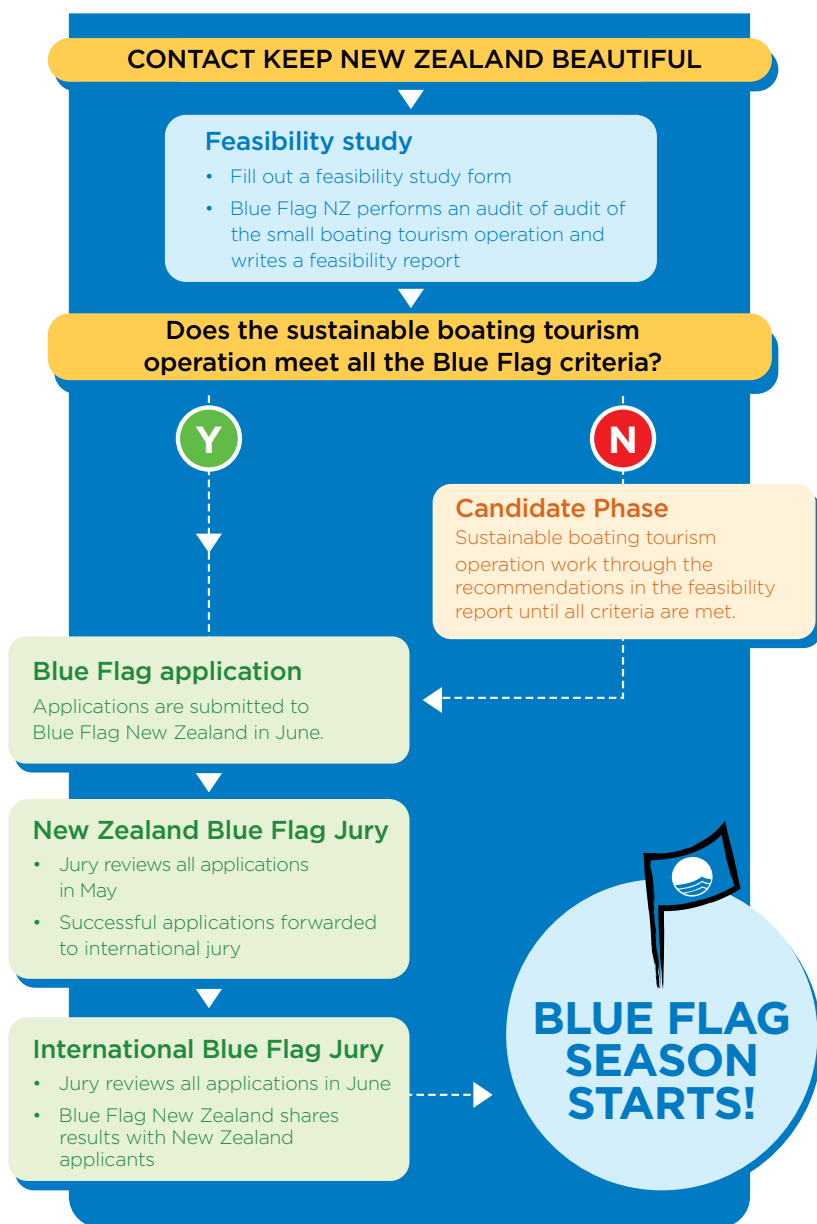 CONTACT KEEP NEW ZEALAND BEAUTIFUL
Feasibility study
• Fill out a feasibility study form
• Blue Flag NZ performs an audit of audit of
the small boating tourism operation and
writes a feasibility report
Does the sustainable boating tourism
operation meet all the Blue Flag criteria?
Y
N
Candidate Phase
Sustainable boating tourism
operation work through the
recommendations in the feasibility
report until all criteria are met.
Blue Flag application
Applications are submitted to
Blue Flag New Zealand in June.
New Zealand Blue Flag Jury
• Jury reviews all applications
in May
• Successful applications forwarded
to international jury
International Blue Flag Jury
• Jury reviews all applications in June
• Blue Flag New Zealand shares
results with New Zealand
applicants
BLUE FLAG
SEASON
STARTS!